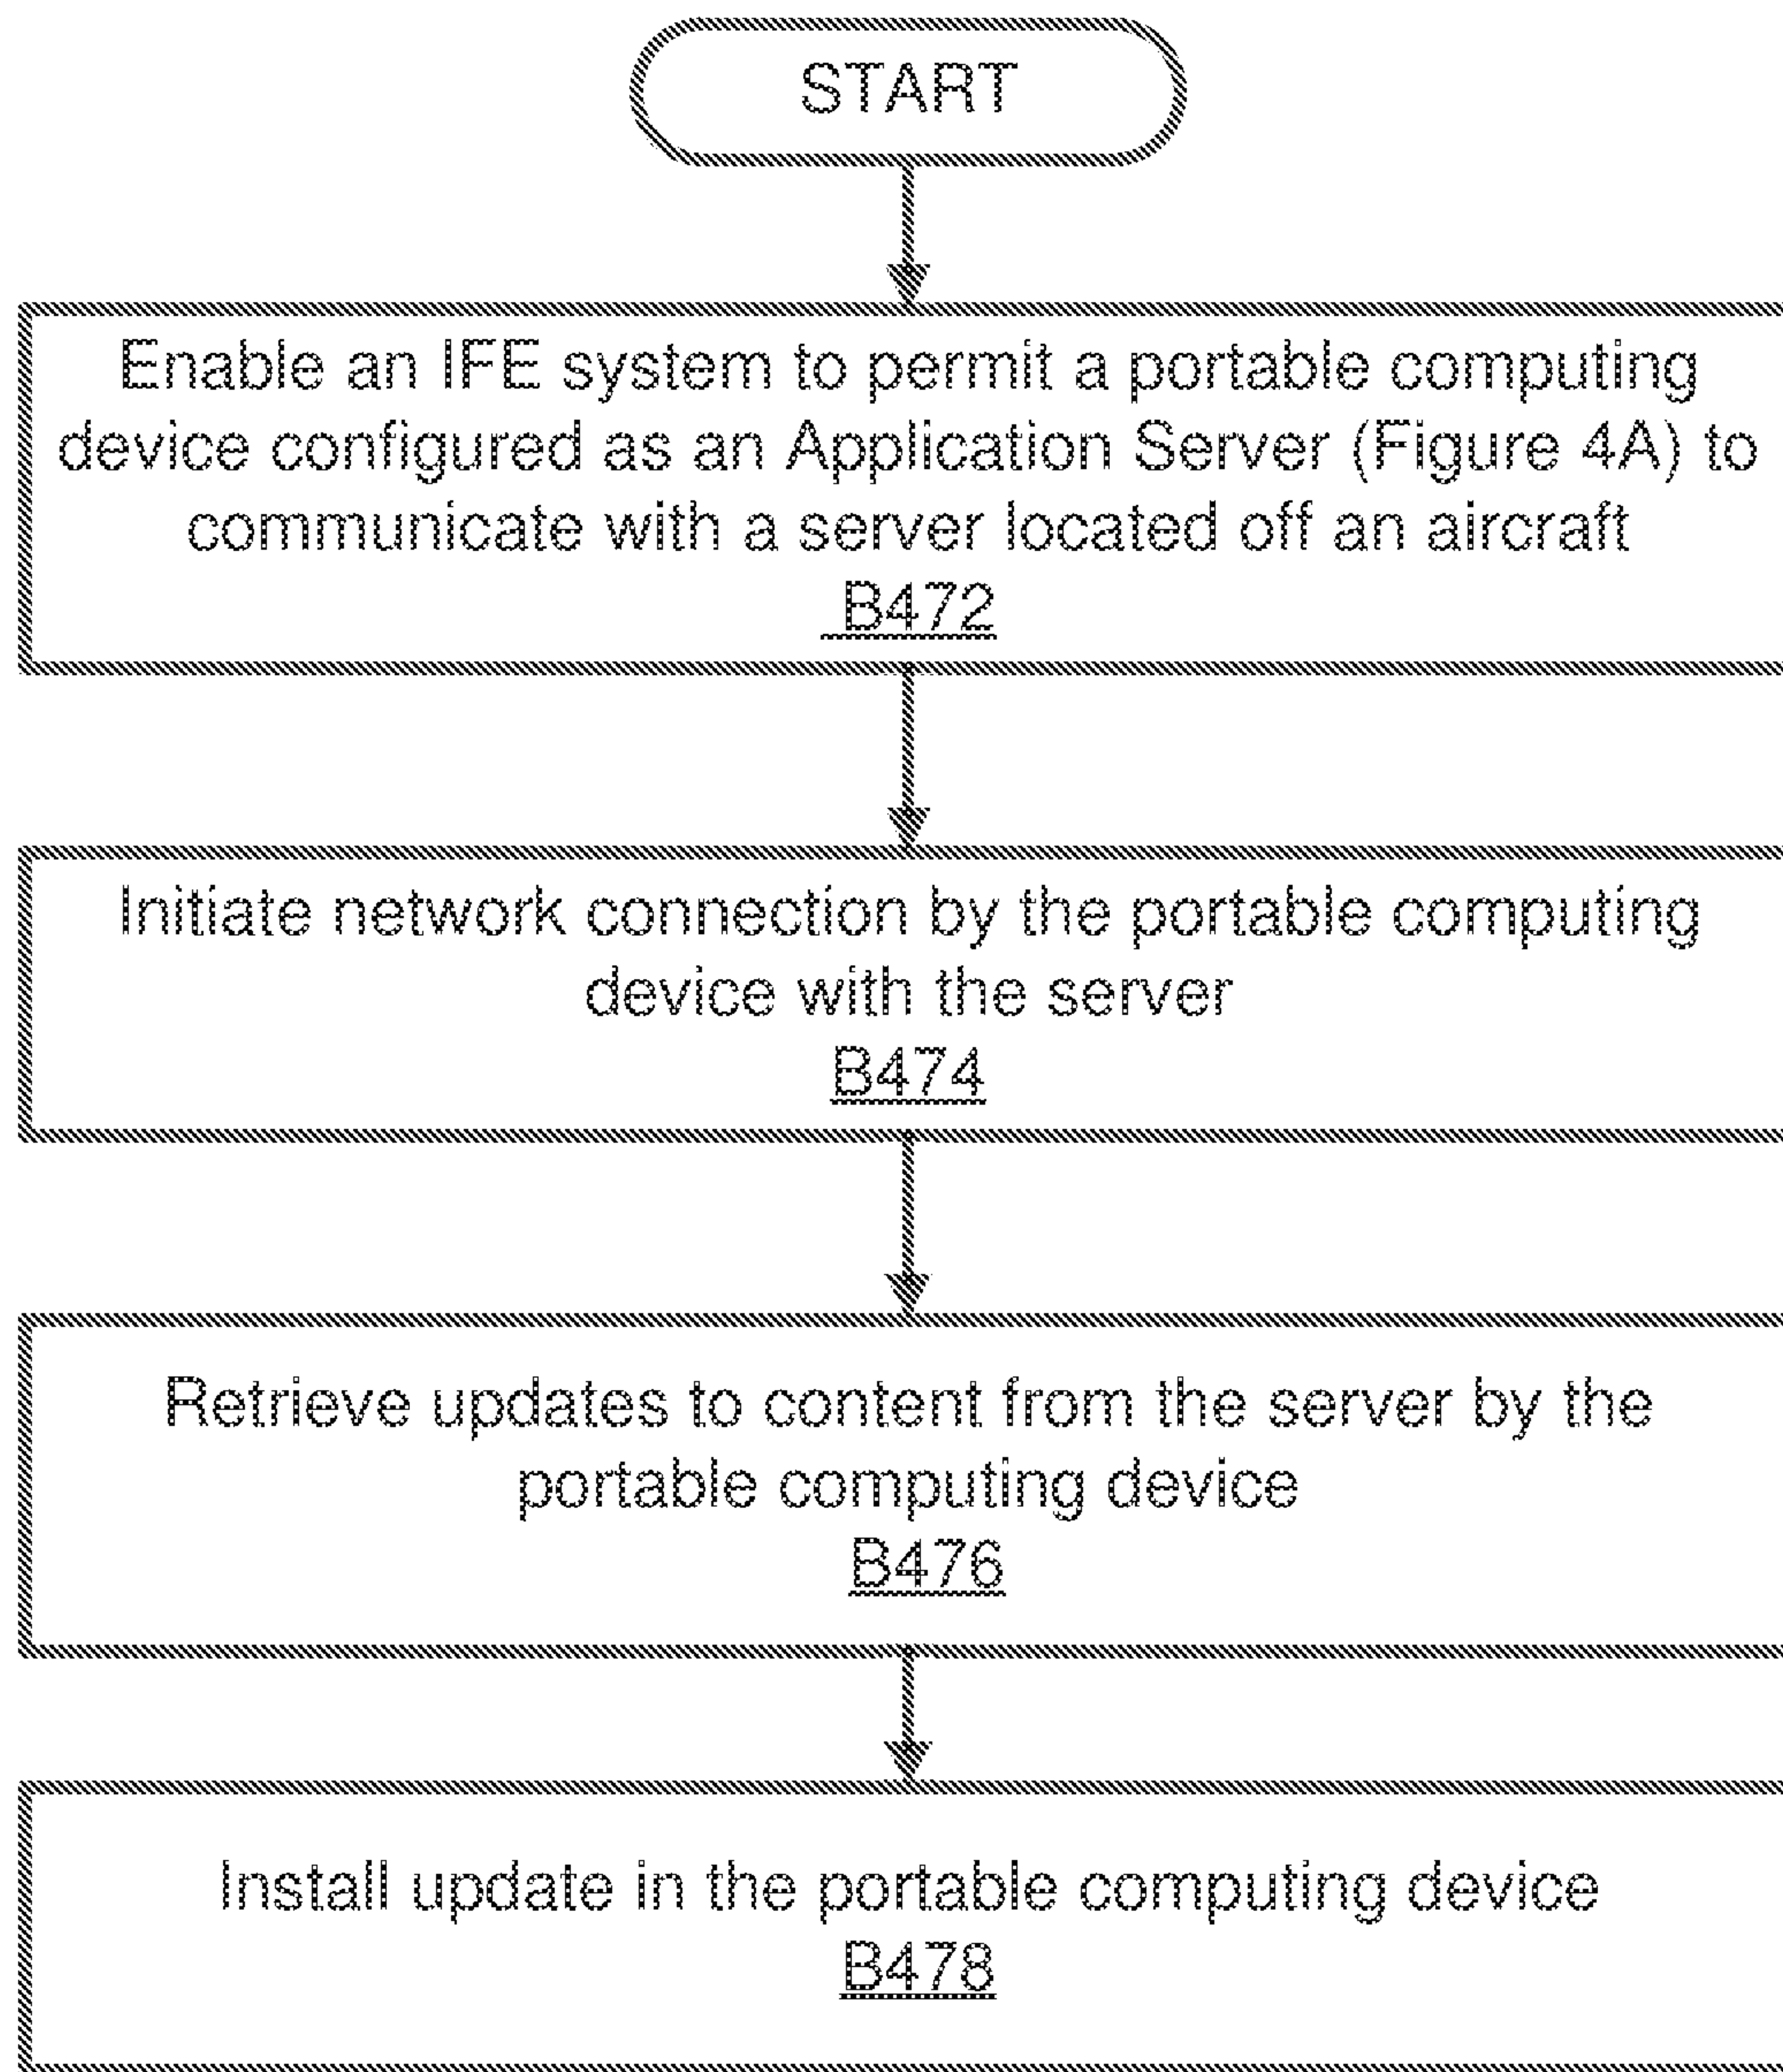 START
Enable an IFE system to permit a portable computing
device configured as an Application Server (Figure 4A) to
communicate with a server located off an aircraft
B472
Initiate network connection by the portable computing
device with the server
B474
Retrieve updates to content from the server by the
portable computing device
B476
Install update in the portable computing device
B478